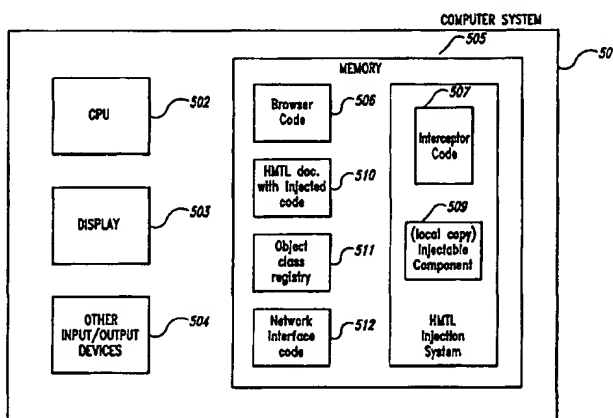 COMPUTER SYSTEM
505
50
MEMORY
CPU
502
Browser
Code
506
507
Interceptor
Code
HMTL doc.
with injected
code
510
DISPLAY
503
509
(local copy)
Injectable
Component
Object
class
registry
511
OTHER
INPUT/OUTPUT
DEVICES
504
Network
interface
code
512
HMTL
Injection
System